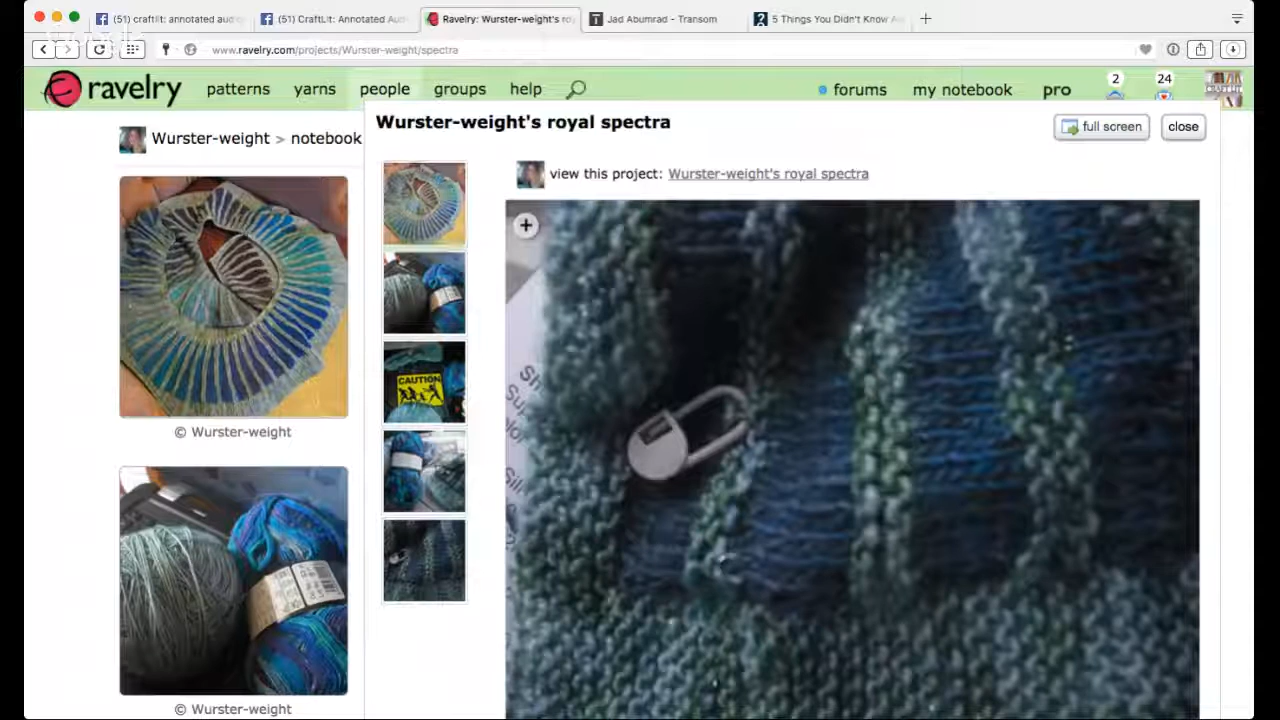 (51) craftlit: annotated aud
(51) CraftLit: Annotated Au
Ravelry: Wurster-weight's ro
Jad Abumrad - Transom
5 Things You Didn't Know A
www.ravelry.com/projects/Wurster-weight/spectra
ravelry
patterns
yarns
people
groups
help
forums
my notebook
pro
2
24
CRAFTLIT
Wurster-weight > notebook
Wurster-weight's royal spectra
full screen
close
view this project: Wurster-weight's royal spectra
© Wurster-weight
CAUTION
© Wurster-weight